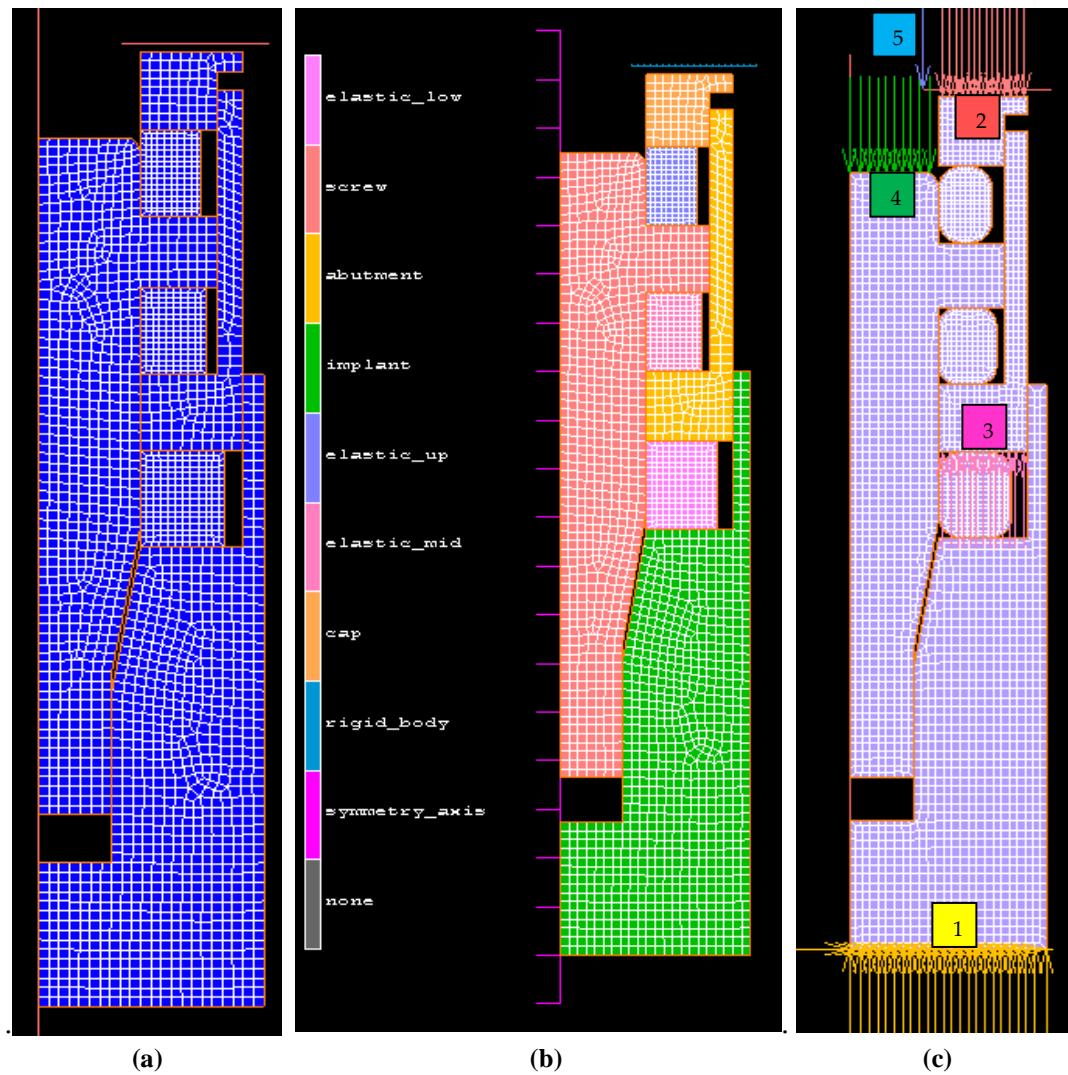 elastic_low
screw
abutment
implant
elastic_up
elastic_mid
cap
rigid_body
symmetry_axis
none
5
2
4
3
1
.
.
(a)
(b)
(c)